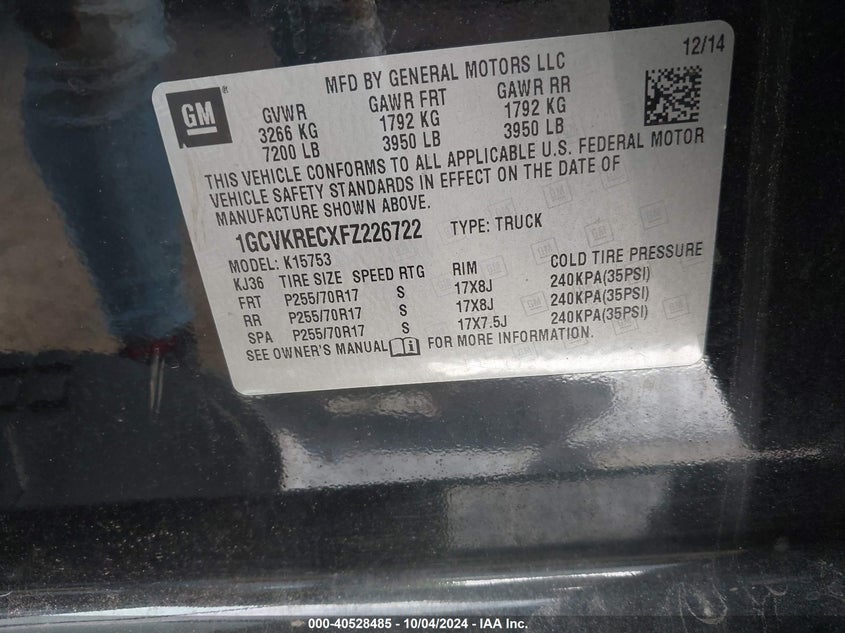 12/14
MFD BY GENERAL MOTORS LLC
GM ®
GVWR GAWR FRT GAWR RR
3266 KG 1792 KG 1792 KG
7200 LB 3950 LB 3950 LB
THIS VEHICLE CONFORMS TO ALL APPLICABLE U.S. FEDERAL MOTOR
VEHICLE SAFETY STANDARDS IN EFFECT ON THE DATE OF
MANUFACTURE SHOWN ABOVE.
1GCVKRECXFZ226722 TYPE: TRUCK
MODEL: K15753
KJ36 TIRE SIZE SPEED RTG RIM COLD TIRE PRESSURE
FRT P255/70R17 S 17X8J 240KPA(35PSI)
RR P255/70R17 S 17X8J 240KPA(35PSI)
SPA P255/70R17 S 17X7.5J 240KPA(35PSI)
SEE OWNER'S MANUAL FOR MORE INFORMATION.
000-40528485 - 10/04/2024 - IAA Inc.